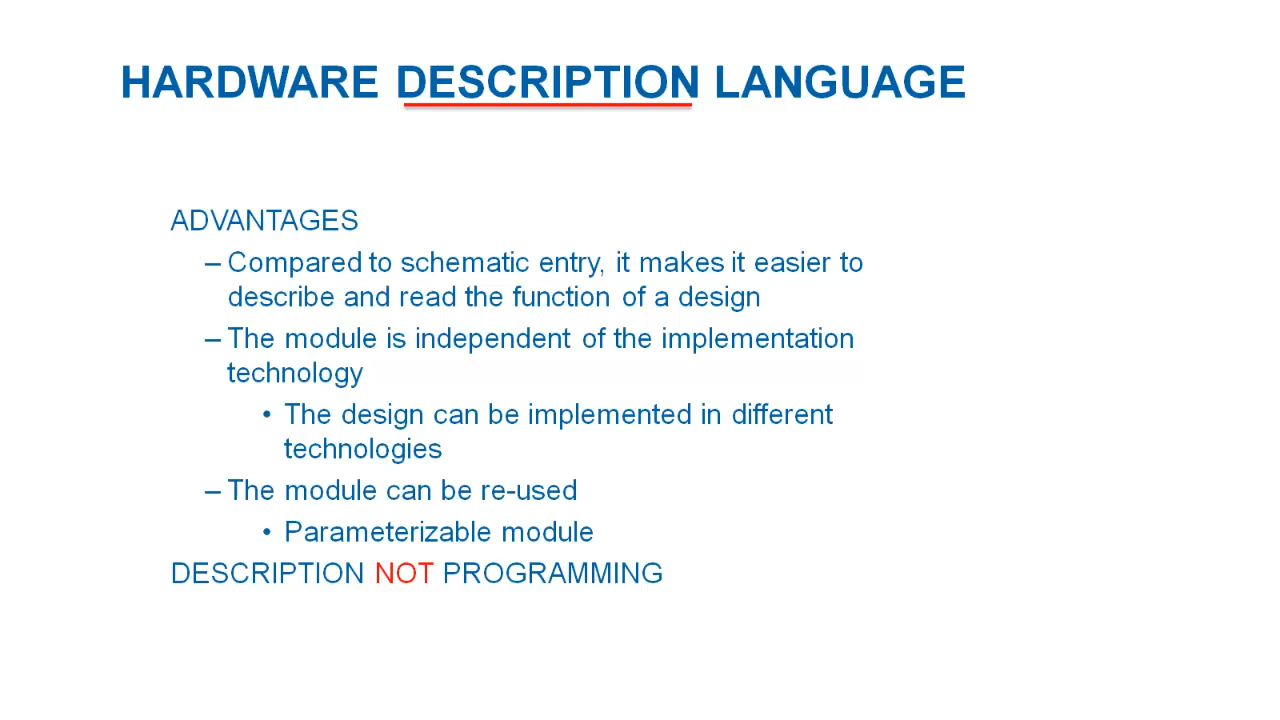 HARDWARE DESCRIPTION LANGUAGE
ADVANTAGES
– Compared to schematic entry, it makes it easier to
describe and read the function of a design
– The module is independent of the implementation
technology
• The design can be implemented in different
technologies
– The module can be re-used
• Parameterizable module
DESCRIPTION NOT PROGRAMMING